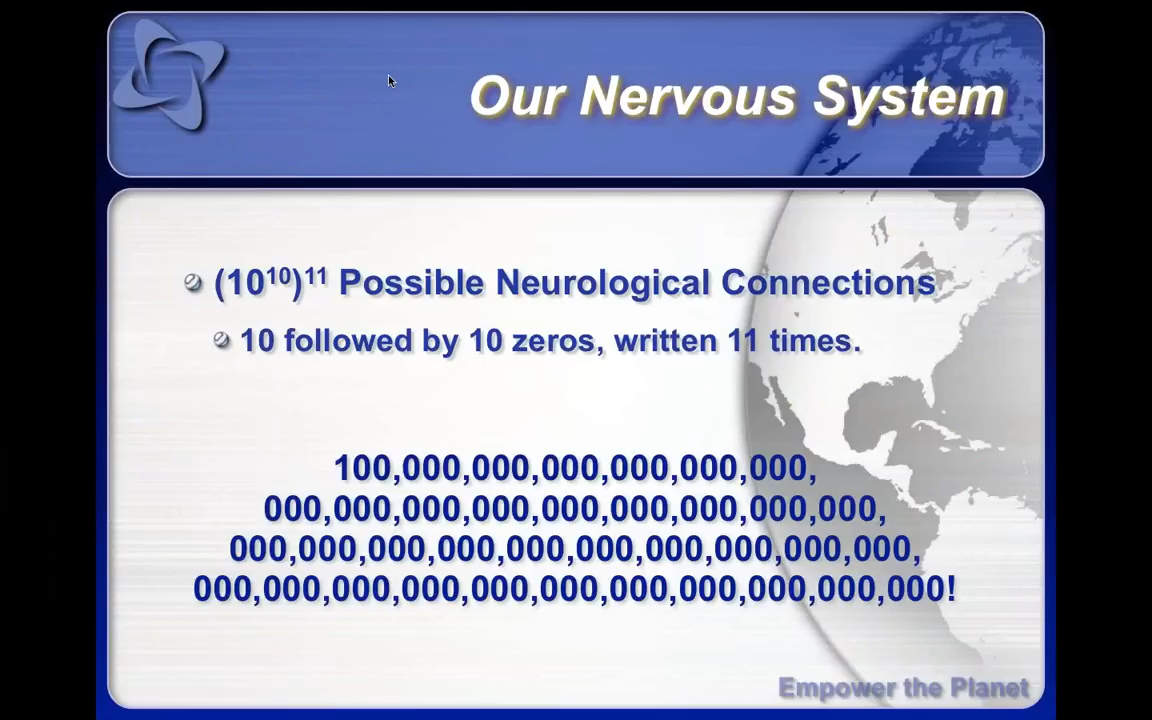 Our Nervous System
(10¹⁰)¹¹ Possible Neurological Connections
10 followed by 10 zeros, written 11 times.
100,000,000,000,000,000,000,
000,000,000,000,000,000,000,000,000,
000,000,000,000,000,000,000,000,000,000,
000,000,000,000,000,000,000,000,000,000,000!
Empower the Planet